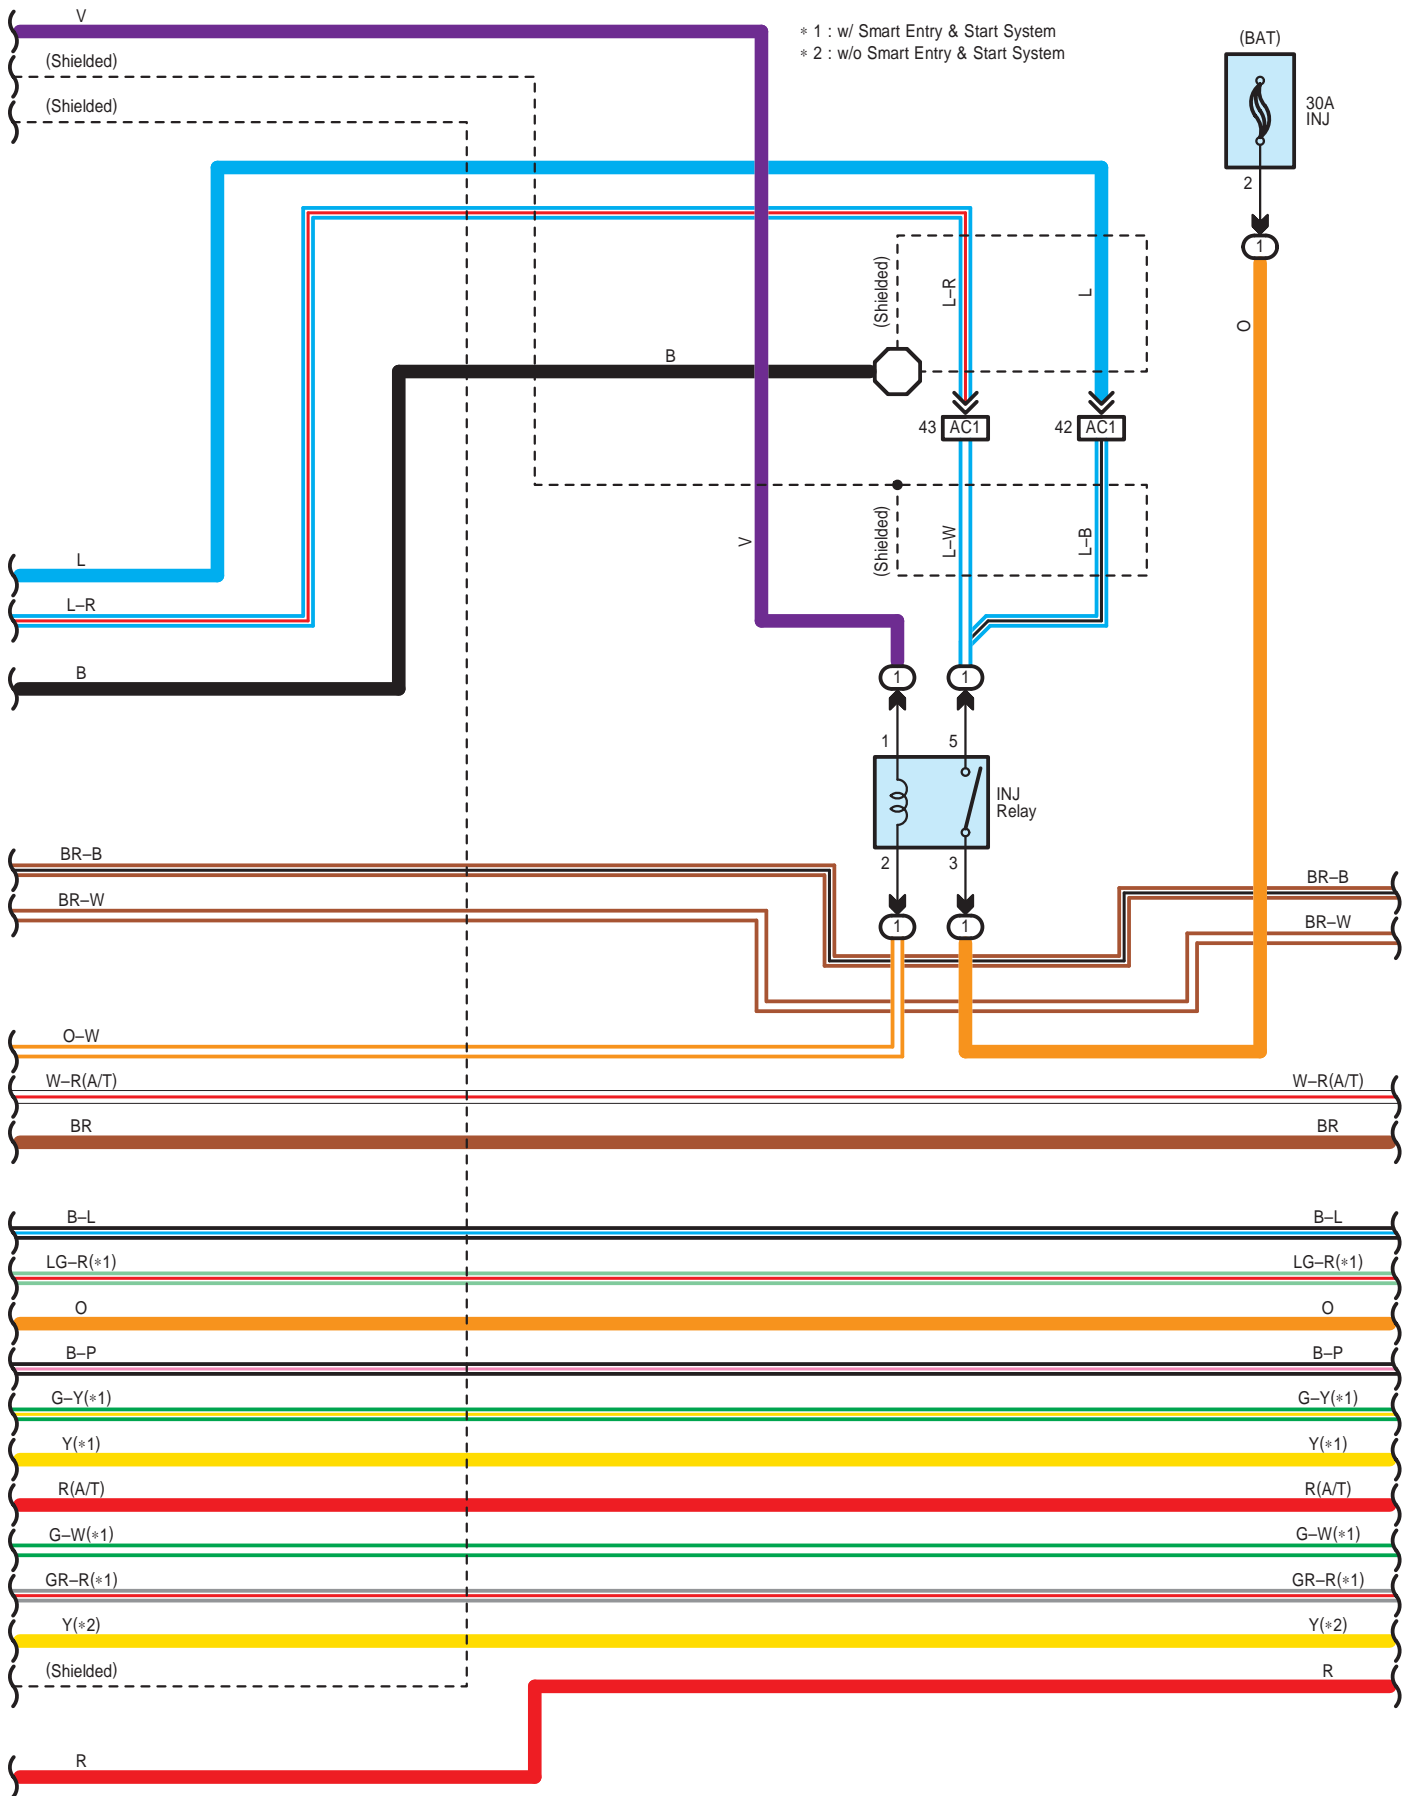 V
∗ 1 : w/ Smart Entry & Start System
∗ 2 : w/o Smart Entry & Start System
(BAT)
(Shielded)
(Shielded)
30A
INJ
2
1
(Shielded)
L–R
L
O
B
43
AC1
42
AC1
V
(Shielded)
L–W
L–B
L
L–R
B
1
1
1
5
INJ
Relay
2
3
BR–B
BR–B
BR–W
BR–W
1
1
O–W
W–R(A/T)
W–R(A/T)
BR
BR
B–L
B–L
LG–R(∗1)
LG–R(∗1)
O
O
B–P
B–P
G–Y(∗1)
G–Y(∗1)
Y(∗1)
Y(∗1)
R(A/T)
R(A/T)
G–W(∗1)
G–W(∗1)
GR–R(∗1)
GR–R(∗1)
Y(∗2)
Y(∗2)
(Shielded)
R
R